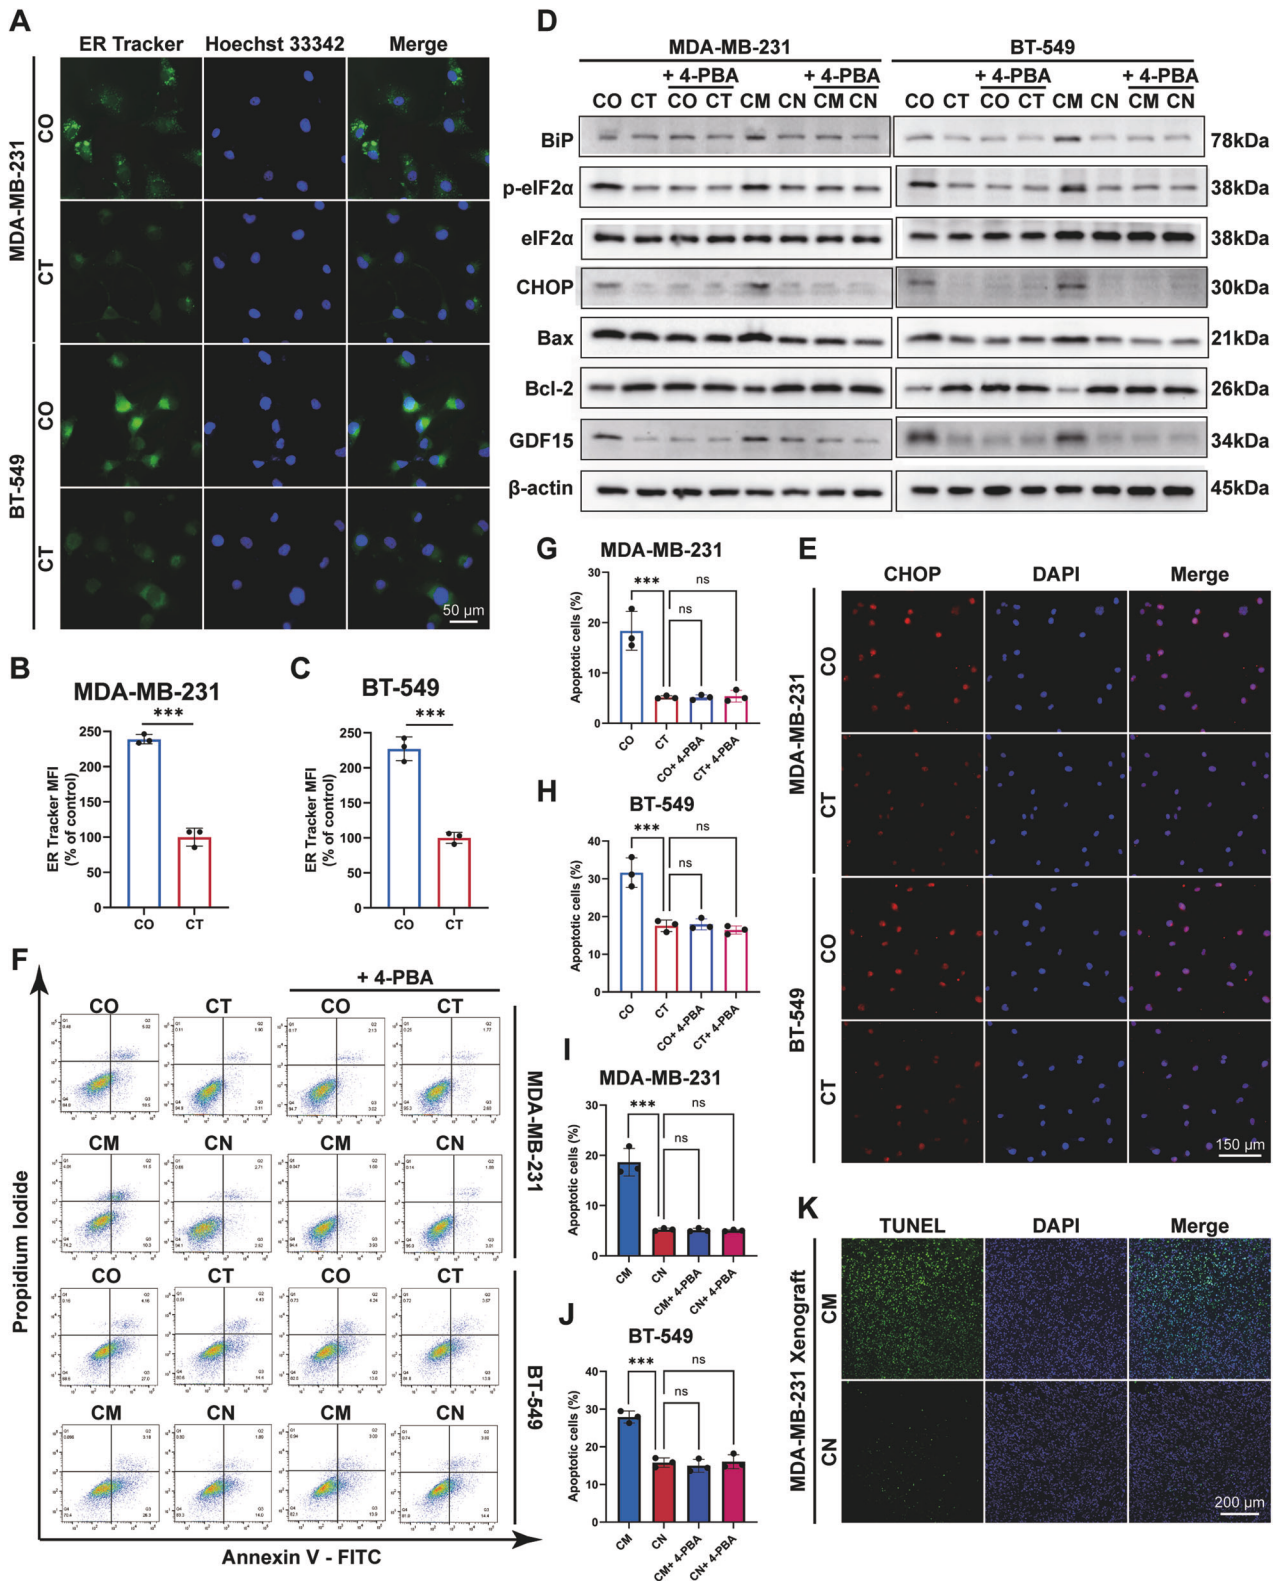 A
ER Tracker Hoechst 33342 Merge
MDA-MB-231
CO
CT
BT-549
CO
CT
50 µm
B
MDA-MB-231
***
ER Tracker MFI
(% of control)
250
200
150
100
50
0
CO CT
C
BT-549
***
ER Tracker MFI
(% of control)
250
200
150
100
50
0
CO CT
D
MDA-MB-231 BT-549
+ 4-PBA + 4-PBA + 4-PBA + 4-PBA
CO CT CO CT CM CN CM CN CO CT CO CT CM CN CM CN
BiP 78kDa
p-eIF2α 38kDa
eIF2α 38kDa
CHOP 30kDa
Bax 21kDa
Bcl-2 26kDa
GDF15 34kDa
β-actin 45kDa
E
CHOP DAPI Merge
MDA-MB-231
CO
CT
BT-549
CO
CT
150 µm
F
+ 4-PBA
CO CT CO CT
CM CN CM CN
MDA-MB-231
CO CT CO CT
CM CN CM CN
BT-549
Propidium Iodide
Annexin V - FITC
G
MDA-MB-231
Apoptotic cells (%)
30
20
10
0
*** ns
ns
CO CT CO+ 4-PBA CT+ 4-PBA
H
BT-549
Apoptotic cells (%)
40
30
20
10
0
*** ns
ns
CO CT CO+ 4-PBA CT+ 4-PBA
I
MDA-MB-231
Apoptotic cells (%)
30
20
10
0
*** ns
ns
CM CN CM+ 4-PBA CN+ 4-PBA
J
BT-549
Apoptotic cells (%)
40
30
20
10
0
*** ns
ns
CM CN CM+ 4-PBA CN+ 4-PBA
K
TUNEL DAPI Merge
MDA-MB-231 Xenograft
CM
CN
200 µm